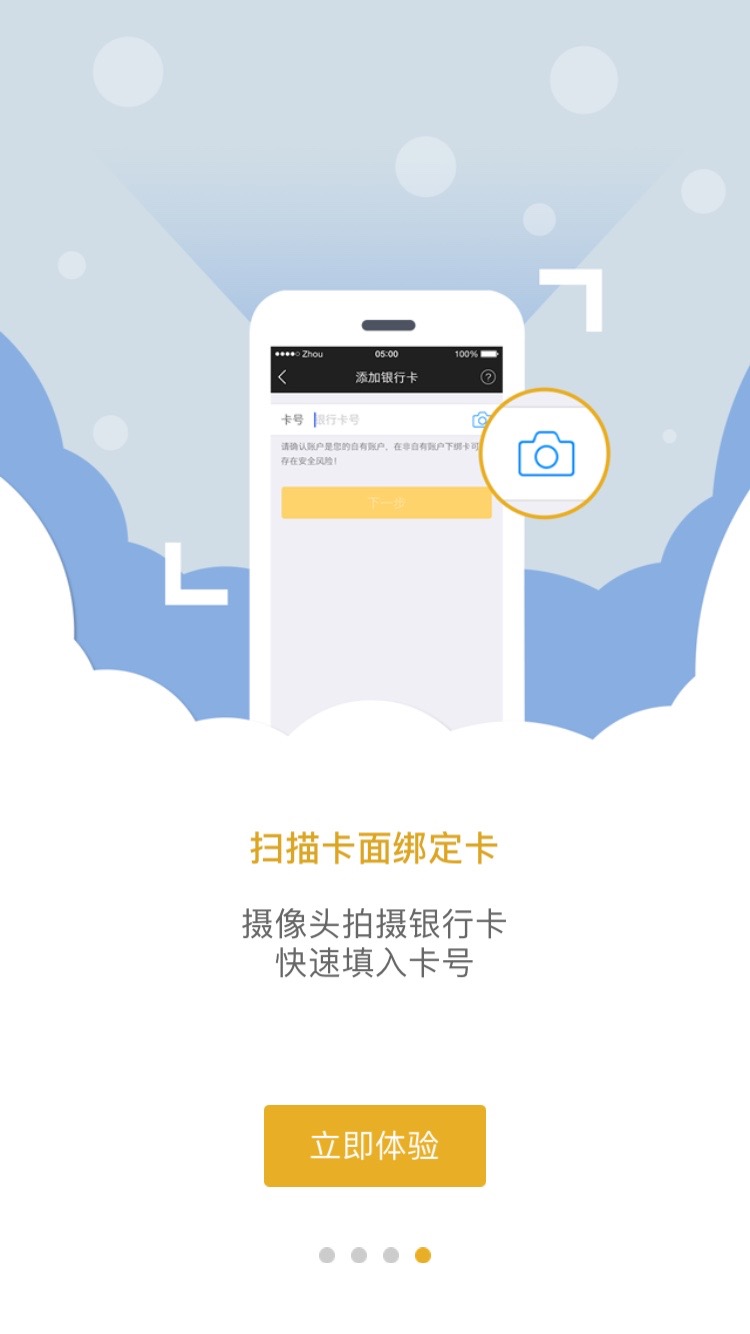 Zhou 05:00 100%
添加银行卡
?
卡号 银行卡号
请确认账户是您的自有账户，在非自有账户下绑卡可
存在安全风险！
下一步
扫描卡面绑定卡
摄像头拍摄银行卡
快速填入卡号
立即体验